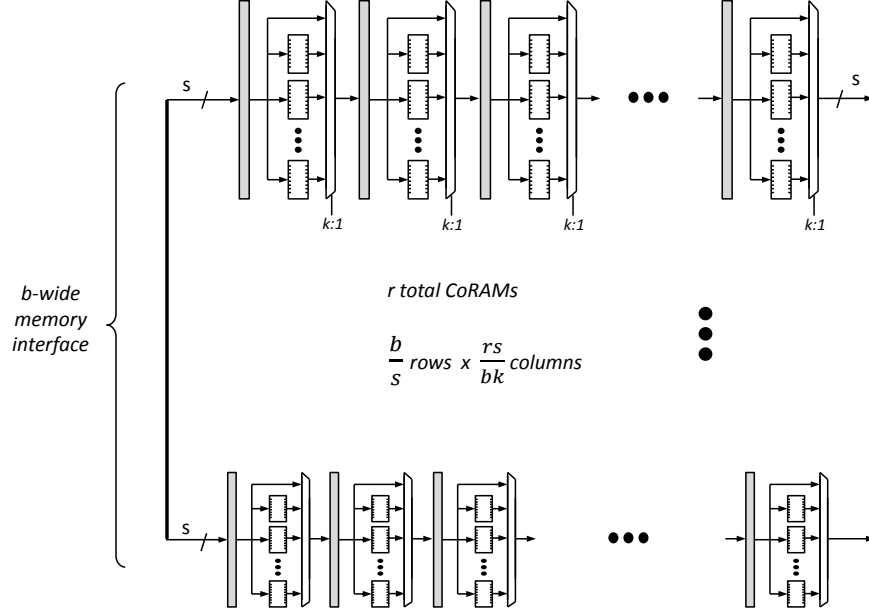 s
s
k:1
k:1
k:1
k:1
b-wide
memory
interface
r total CoRAMs
b/s rows x rs/bk columns
s